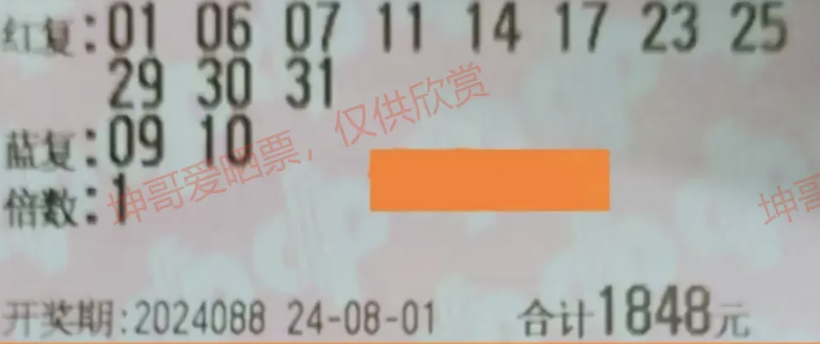 红复:01 06 07 11 14 17 23 25
29 30 31
蓝复:09 10
坤哥爱晒票，仅供欣赏
倍数:1
坤哥
开奖期:2024088 24-08-01 合计1848元